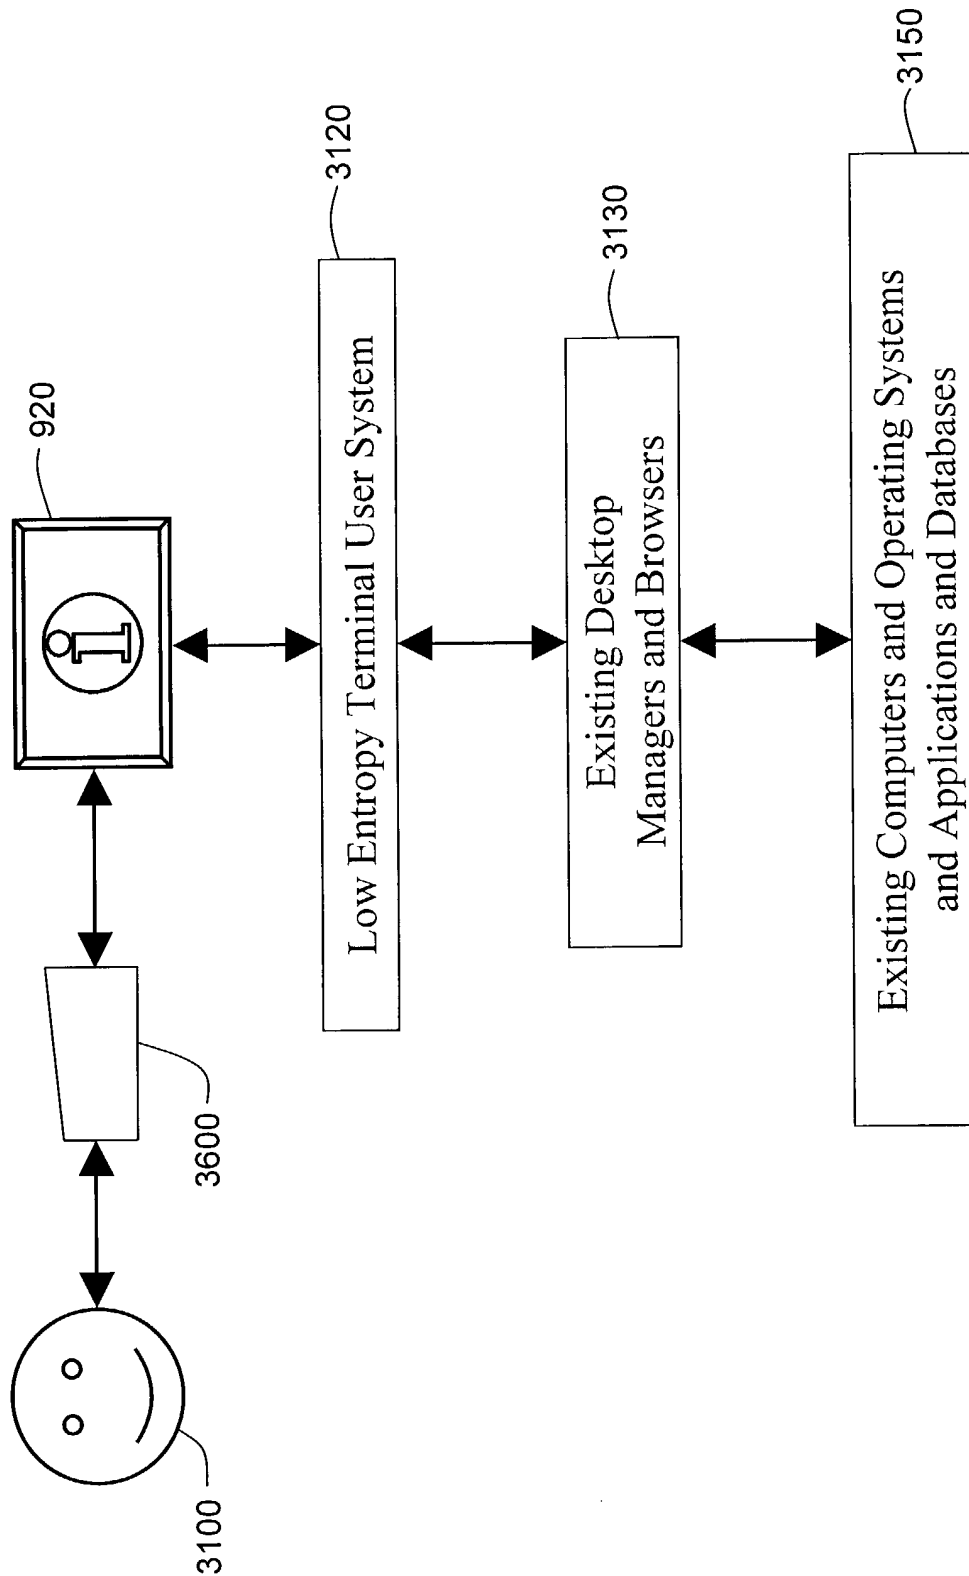 920
i
3100
3600
3120
Low Entropy Terminal User System
3130
Existing Desktop
Managers and Browsers
3150
Existing Computers and Operating Systems
and Applications and Databases